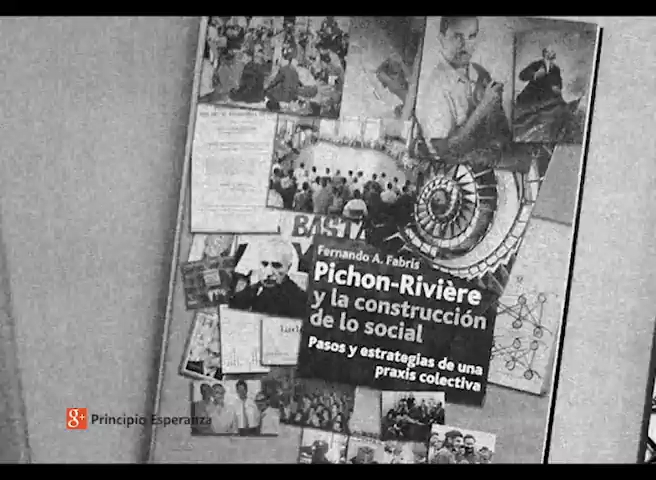 BASTA
Y
Fernando A. Fabris
Pichon-Rivière
y la construcción
de lo social
Pasos y estrategias de una
praxis colectiva
g+ Principio Esperanza